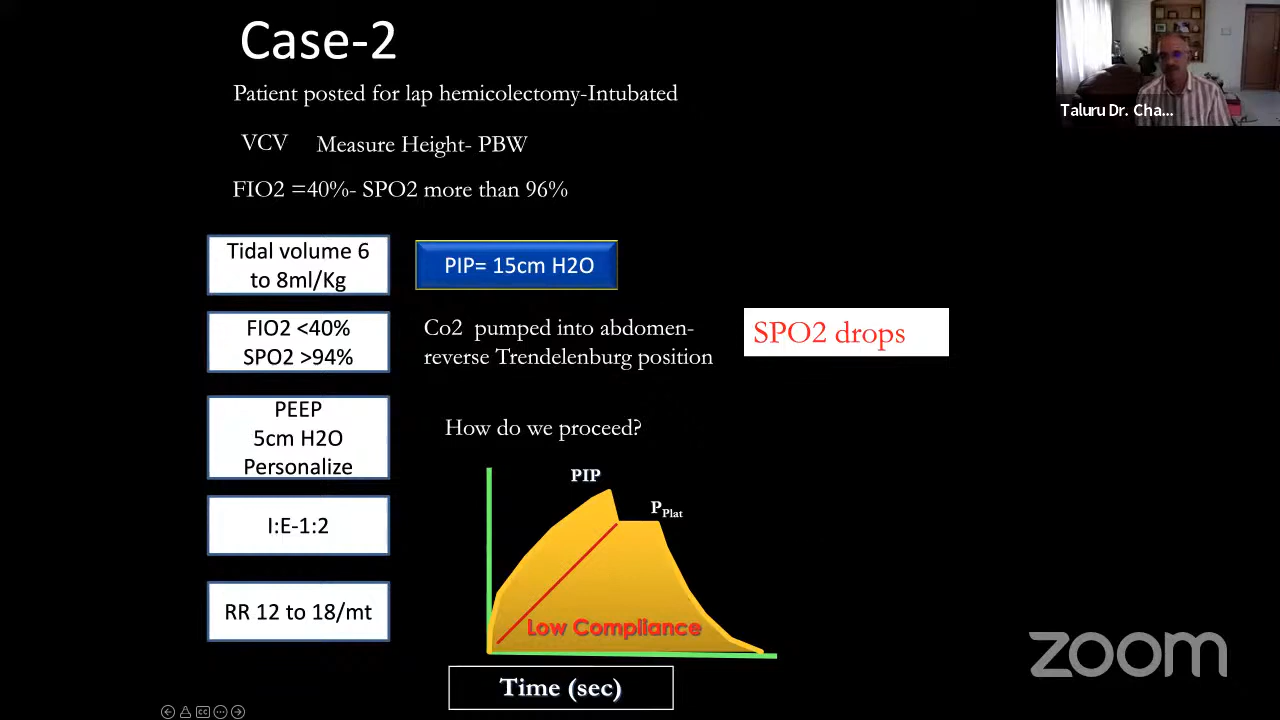 Case-2
Patient posted for lap hemicolectomy-Intubated
VCV Measure Height- PBW
FIO2 =40%- SPO2 more than 96%
Tidal volume 6
to 8ml/Kg
PIP= 15cm H2O
FIO2 <40%
SPO2 >94%
Co2 pumped into abdomen-
reverse Trendelenburg position
SPO2 drops
PEEP
5cm H2O
Personalize
How do we proceed?
I:E-1:2
RR 12 to 18/mt
PIP
PPlat
Low Compliance
Time (sec)
Taluru Dr. Cha...
zoom